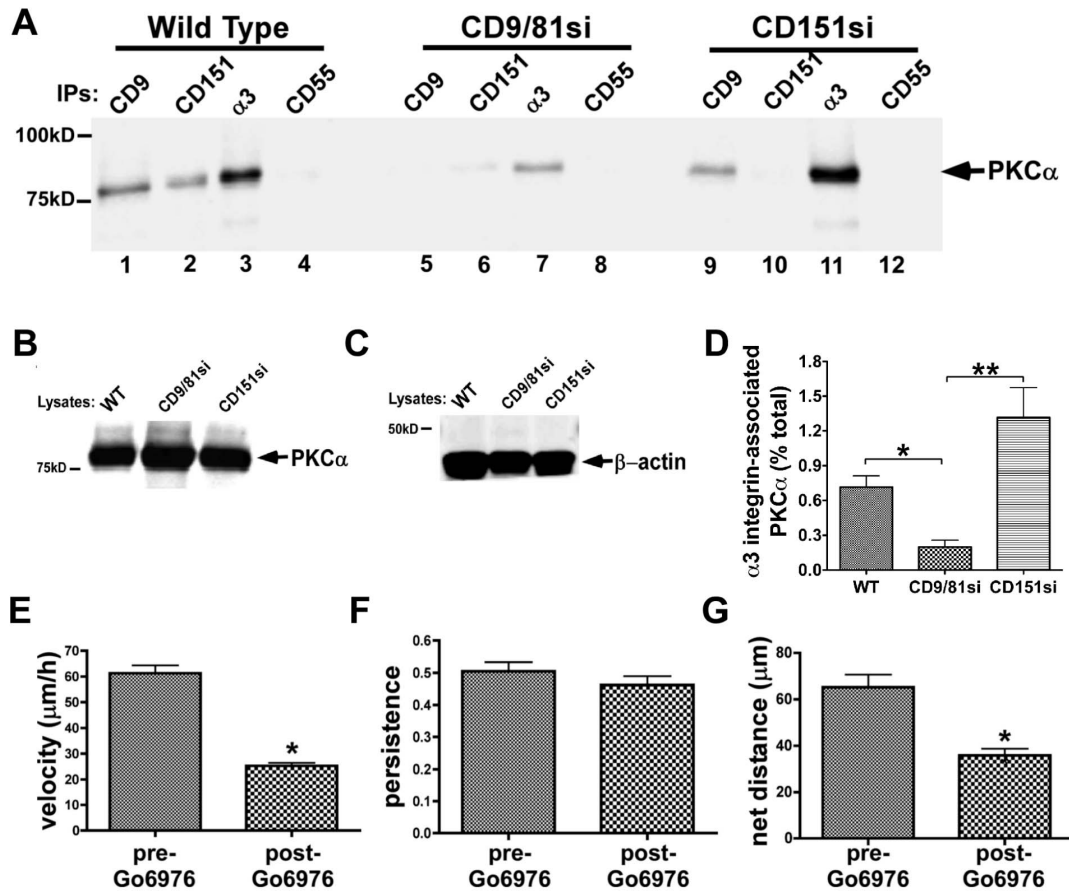 A
Wild Type CD9/81si CD151si
IPs: CD9 CD151 α3 CD55 CD9 CD151 α3 CD55 CD9 CD151 α3 CD55
100kD
75kD
PKCα
1 2 3 4 5 6 7 8 9 10 11 12
B
Lysates: WT CD9/81si CD151si
75kD
PKCα
C
Lysates: WT CD9/81si CD151si
50kD
β-actin
D
α3 integrin-associated
PKCα (% total)
1.8
1.5
1.2
0.9
0.6
0.3
0.0
*
**
WT CD9/81si CD151si
E
velocity (μm/h)
70
60
50
40
30
20
10
0
*
pre-
Go6976
post-
Go6976
F
persistence
0.6
0.5
0.4
0.3
0.2
0.1
0.0
pre-
Go6976
post-
Go6976
G
net distance (μm)
80
60
40
20
0
*
pre-
Go6976
post-
Go6976